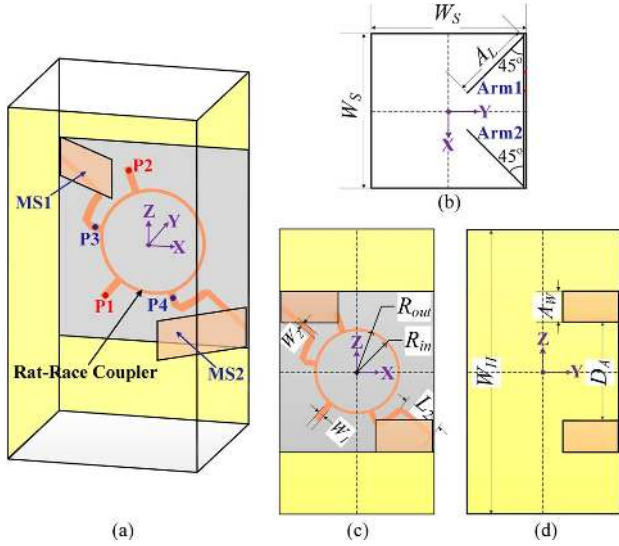 MS1
P2
P3
Z
Y
X
P1
P4
MS2
Rat-Race Coupler
(a)
W_S
W_S
A_L
45°
Arm1
Y
Arm2
X
45°
(b)
W_2
R_out
R_in
Z
X
W_1
L_2
(c)
W_H
A_W
Z
Y
D_A
(d)